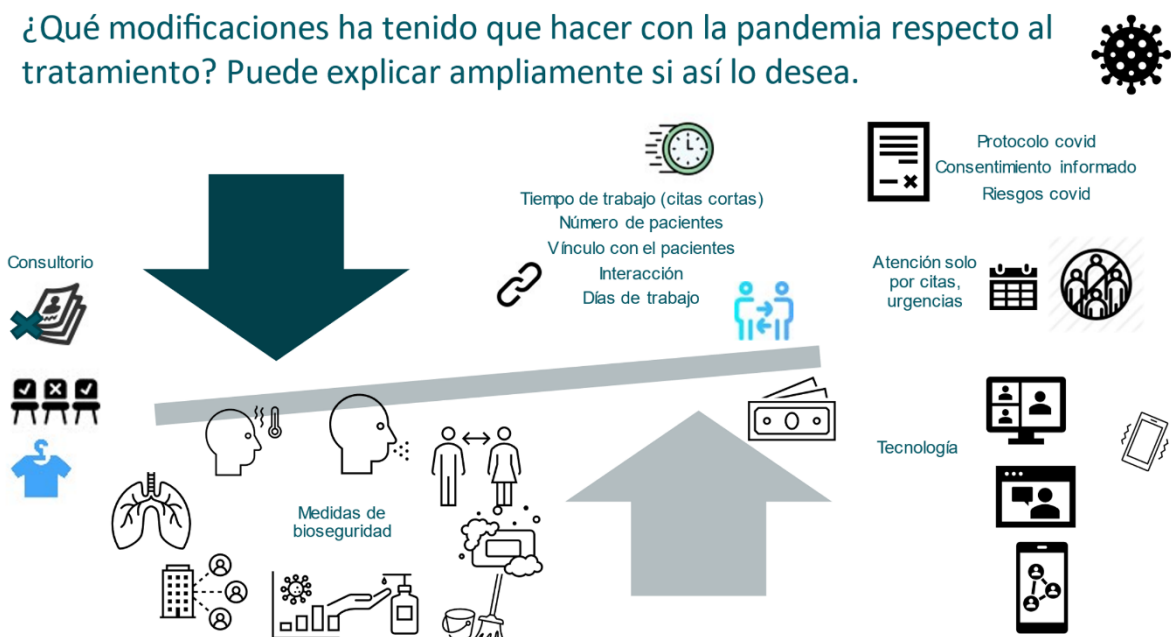 ¿Qué modificaciones ha tenido que hacer con la pandemia respecto al
tratamiento? Puede explicar ampliamente si así lo desea.
Tiempo de trabajo (citas cortas)
Número de pacientes
Vínculo con el pacientes
Interacción
Días de trabajo
Protocolo covid
Consentimiento informado
Riesgos covid
Consultorio
Atención solo
por citas,
urgencias
Tecnología
Medidas de
bioseguridad